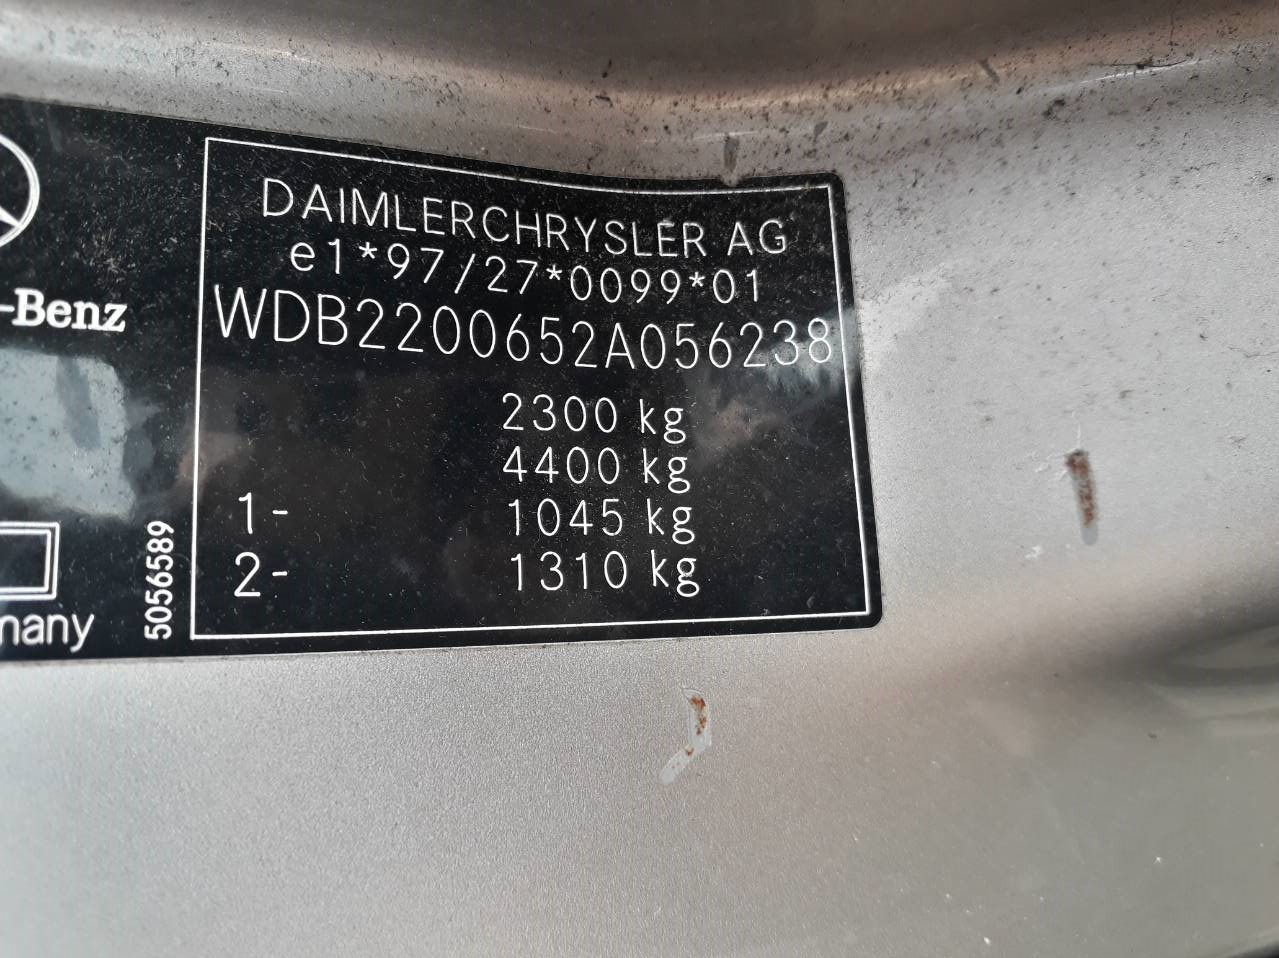 DAIMLERCHRYSLER AG
e1*97/27*0099*01
WDB2200652A056238
2300 kg
4400 kg
1- 1045 kg
2- 1310 kg
-Benz
many
5056589